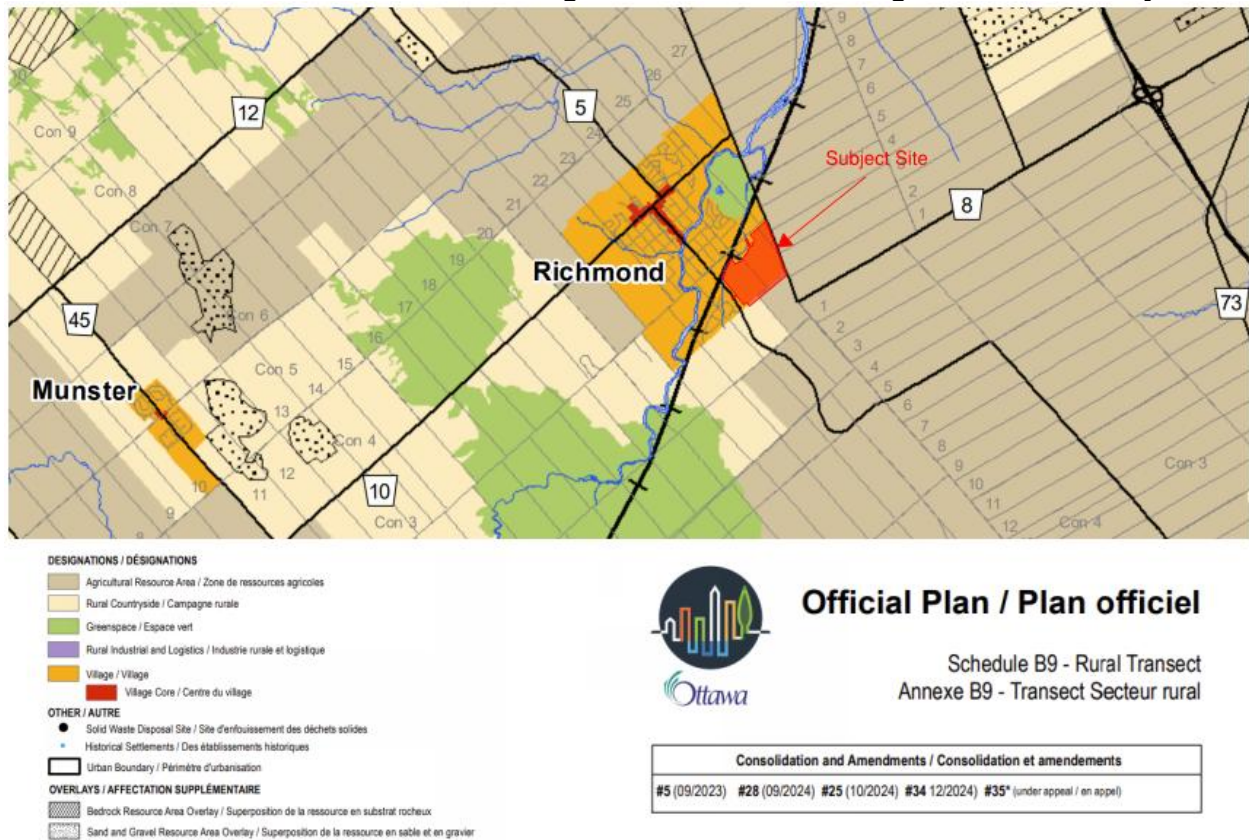 9
8
7
6
5
4
27
26
25
24
23
22
21
12
5
Con 9
Subject Site
Con 8
2
1
8
Con 7
20
19
18
17
16
15
Richmond
45
Con 6
1
2
3
4
5
6
7
8
9
10
11
12
73
Munster
Con 5
14
13
12
11
10
9
8
Con 4
10
Con 3
Con 3
Con 4
DESIGNATIONS / DÉSIGNATIONS
Agricultural Resource Area / Zone de ressources agricoles
Rural Countryside / Campagne rurale
Greenspace / Espace vert
Rural Industrial and Logistics / Industrie rurale et logistique
Village / Village
Village Core / Centre du village
OTHER / AUTRE
Solid Waste Disposal Site / Site d'enfouissement des déchets solides
Historical Settlements / Des établissements historiques
Urban Boundary / Périmètre d'urbanisation
OVERLAYS / AFFECTATION SUPPLÉMENTAIRE
Bedrock Resource Area Overlay / Superposition de la ressource en substrat rocheux
Sand and Gravel Resource Area Overlay / Superposition de la ressource en sable et en gravier
Ottawa
Official Plan / Plan officiel
Schedule B9 - Rural Transect
Annexe B9 - Transect Secteur rural
Consolidation and Amendments / Consolidation et amendements
#5 (09/2023) #28 (09/2024) #25 (10/2024) #34 12/2024) #35* (under appeal / en appel)